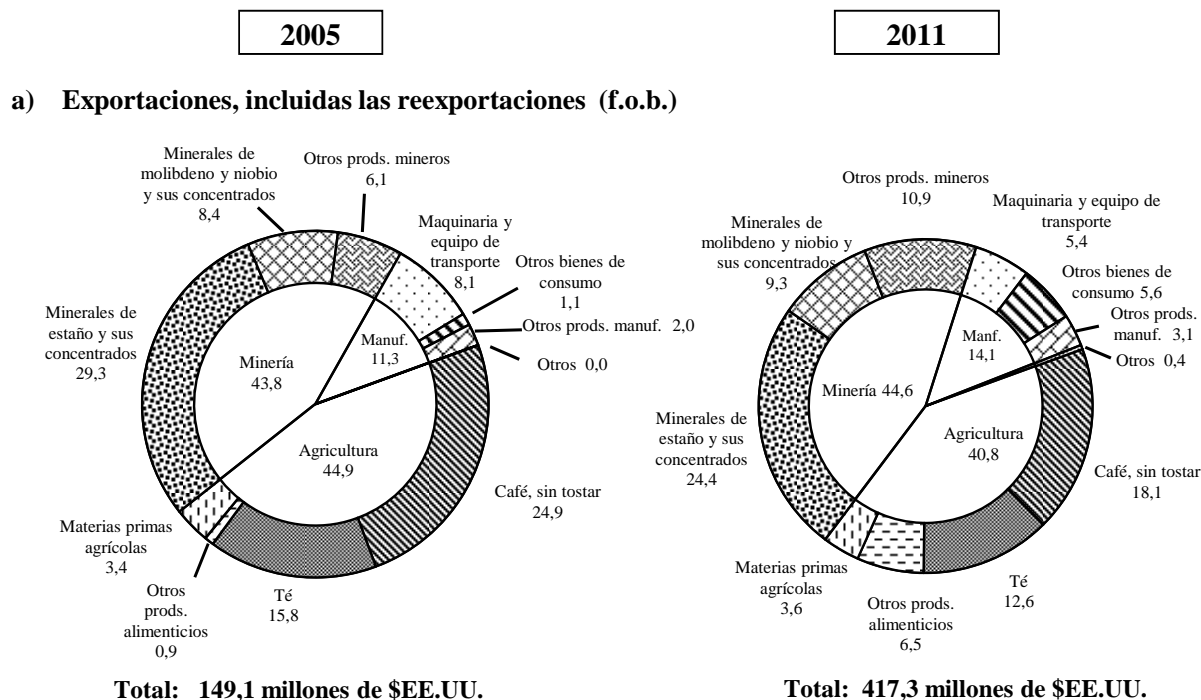 2005
2011
a) Exportaciones, incluidas las reexportaciones (f.o.b.)
Minerales de
molibdeno y niobio
y sus concentrados
8,4
Otros prods. mineros
6,1
Maquinaria y
equipo de
transporte
8,1
Otros bienes de
consumo
1,1
Otros prods. manuf. 2,0
Otros 0,0
Manuf.
11,3
Minería
43,8
Minerales de
estaño y sus
concentrados
29,3
Agricultura
44,9
Café, sin tostar
24,9
Materias primas
agrícolas
3,4
Otros
prods.
alimenticios
0,9
Té
15,8
Total: 149,1 millones de $EE.UU.
Otros prods. mineros
10,9
Minerales de
molibdeno y niobio y
sus concentrados
9,3
Maquinaria y equipo de
transporte
5,4
Otros bienes de
consumo 5,6
Otros prods.
manuf. 3,1
Otros 0,4
Manf.
14,1
Minería 44,6
Minerales de
estaño y sus
concentrados
24,4
Agricultura
40,8
Café, sin tostar
18,1
Materias primas
agrícolas
3,6
Otros prods.
alimenticios
6,5
Té
12,6
Total: 417,3 millones de $EE.UU.